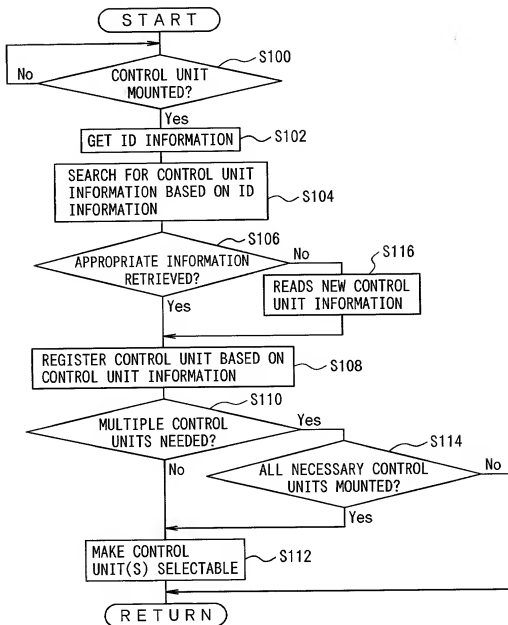 START
S100
No
CONTROL UNIT
MOUNTED?
Yes
GET ID INFORMATION
S102
SEARCH FOR CONTROL UNIT
INFORMATION BASED ON ID
INFORMATION
S104
S106
No
S116
APPROPRIATE INFORMATION
RETRIEVED?
READS NEW CONTROL
UNIT INFORMATION
Yes
REGISTER CONTROL UNIT BASED ON
CONTROL UNIT INFORMATION
S108
S110
Yes
MULTIPLE CONTROL
UNITS NEEDED?
S114
No
ALL NECESSARY CONTROL
UNITS MOUNTED?
No
Yes
MAKE CONTROL
UNIT(S) SELECTABLE
S112
RETURN